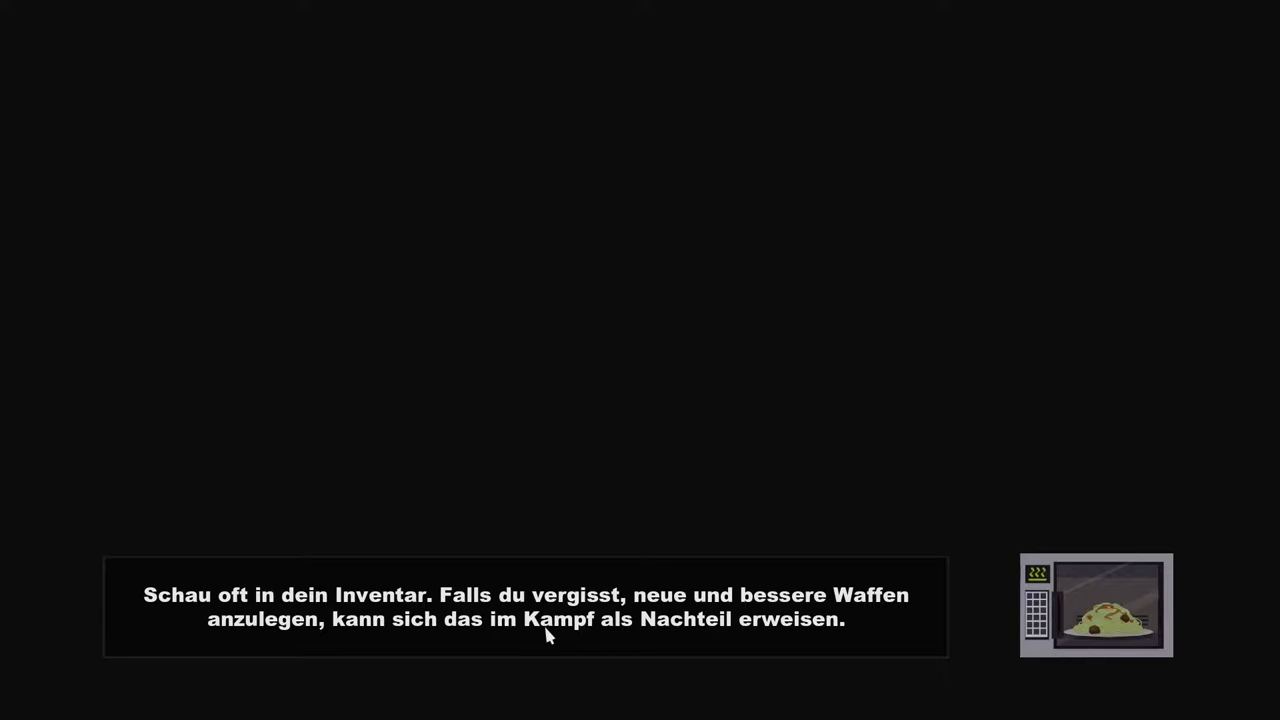 Schau oft in dein Inventar. Falls du vergisst, neue und bessere Waffen
anzulegen, kann sich das im Kampf als Nachteil erweisen.